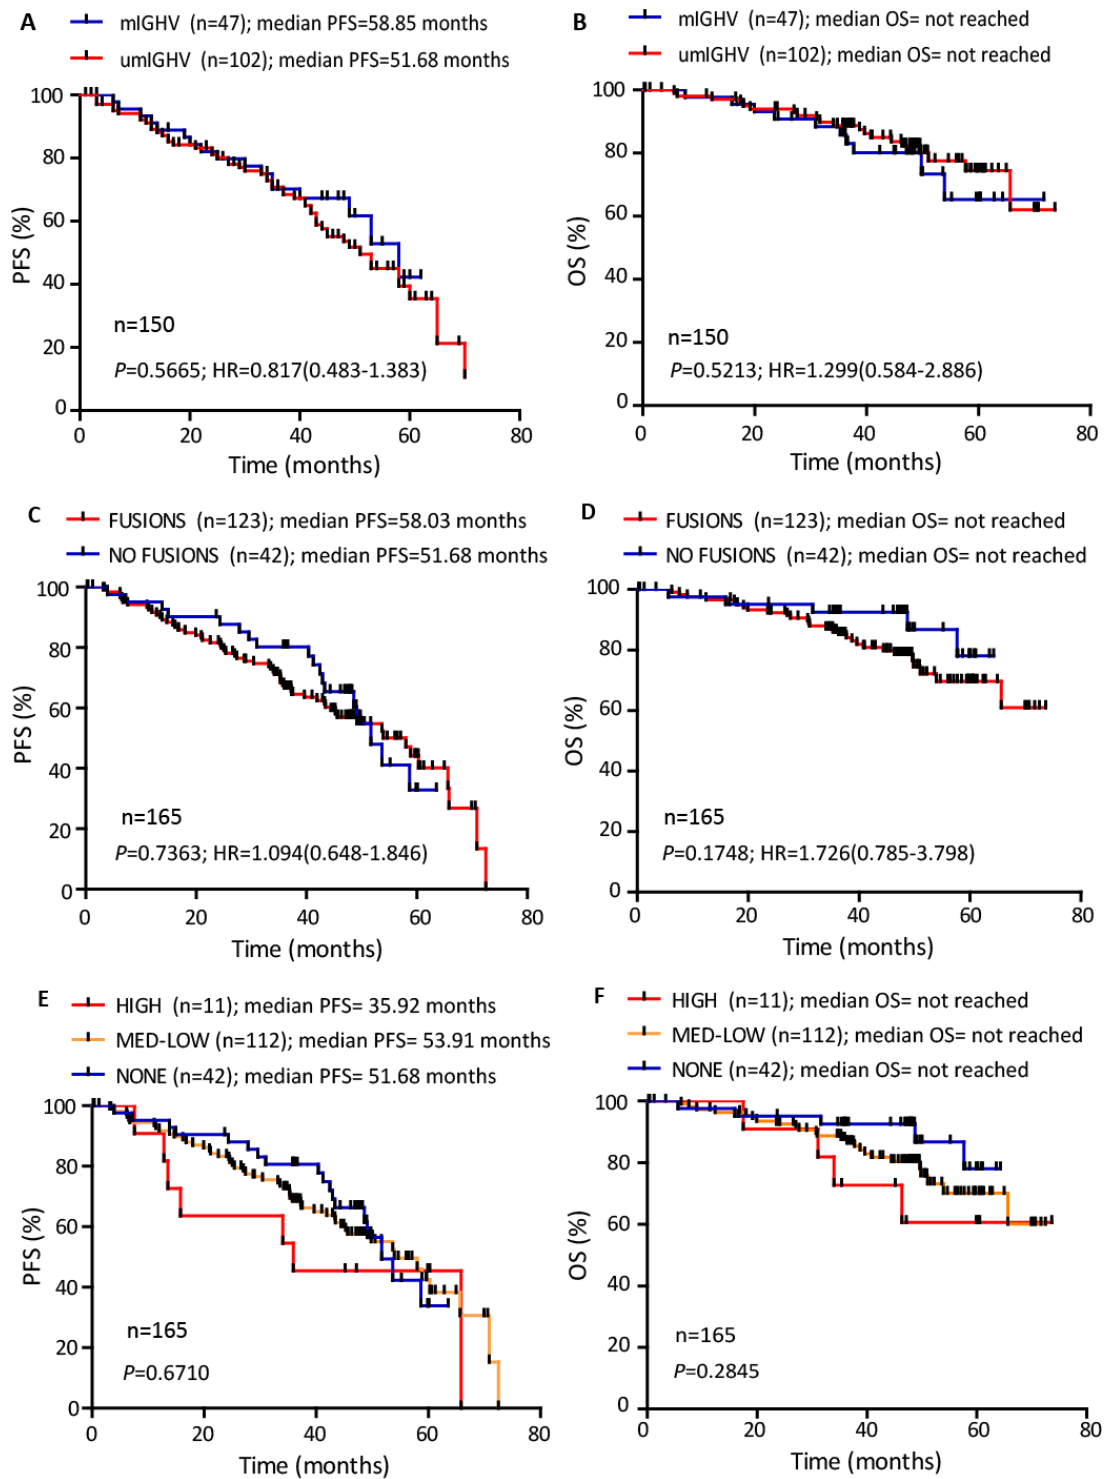 A
mIGHV (n=47); median PFS=58.85 months
umIGHV (n=102); median PFS=51.68 months
100
80
60
40
20
0
PFS (%)
n=150
P=0.5665; HR=0.817(0.483-1.383)
0 20 40 60 80
Time (months)
B
mIGHV (n=47); median OS= not reached
umIGHV (n=102); median OS= not reached
100
80
60
40
20
0
OS (%)
n=150
P=0.5213; HR=1.299(0.584-2.886)
0 20 40 60 80
Time (months)
C
FUSIONS (n=123); median PFS=58.03 months
NO FUSIONS (n=42); median PFS=51.68 months
100
80
60
40
20
0
PFS (%)
n=165
P=0.7363; HR=1.094(0.648-1.846)
0 20 40 60 80
Time (months)
D
FUSIONS (n=123); median OS= not reached
NO FUSIONS (n=42); median OS= not reached
100
80
60
40
20
0
OS (%)
n=165
P=0.1748; HR=1.726(0.785-3.798)
0 20 40 60 80
Time (months)
E
HIGH (n=11); median PFS= 35.92 months
MED-LOW (n=112); median PFS= 53.91 months
NONE (n=42); median PFS= 51.68 months
100
80
60
40
20
0
PFS (%)
n=165
P=0.6710
0 20 40 60 80
Time (months)
F
HIGH (n=11); median OS= not reached
MED-LOW (n=112); median OS= not reached
NONE (n=42); median OS= not reached
100
80
60
40
20
0
OS (%)
n=165
P=0.2845
0 20 40 60 80
Time (months)